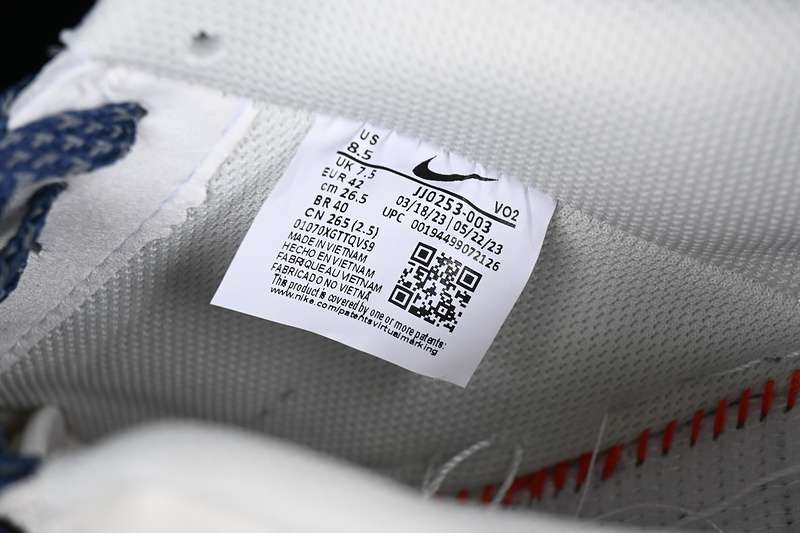 US
8.5
UK 7.5
EUR 42
cm 26.5
BR 40
CN 265 (2.5)
01070XGTTQVS9
MADE IN VIETNAM
HECHO EN VIETNAM
FABRIQUE AU VIETNAM
FABRICADO NO VIETNÃ
This product is covered by one or more patents:
www.nike.com/patentsvirtualmarking
VO2
JJ0253-003
03/18/23 | 05/22/23
UPC 00194499072126